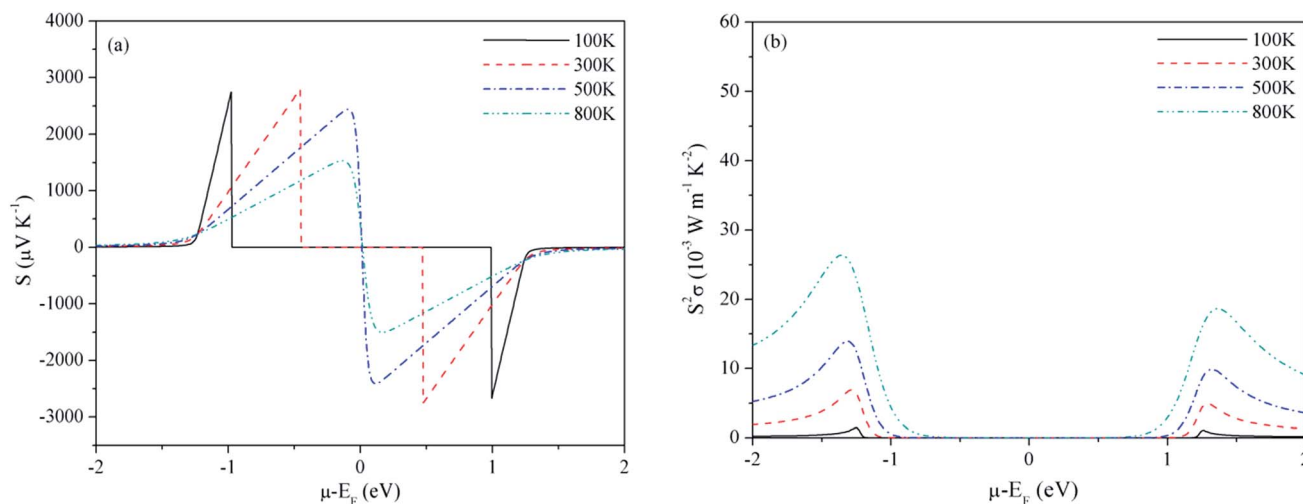 (a)
100K
300K
500K
800K
4000
3000
2000
1000
0
-1000
-2000
-3000
S (μV K⁻¹)
-2
-1
0
1
2
μ-E_F (eV)
(b)
100K
300K
500K
800K
60
50
40
30
20
10
0
S²σ (10⁻³ W m⁻¹ K⁻²)
-2
-1
0
1
2
μ-E_F (eV)